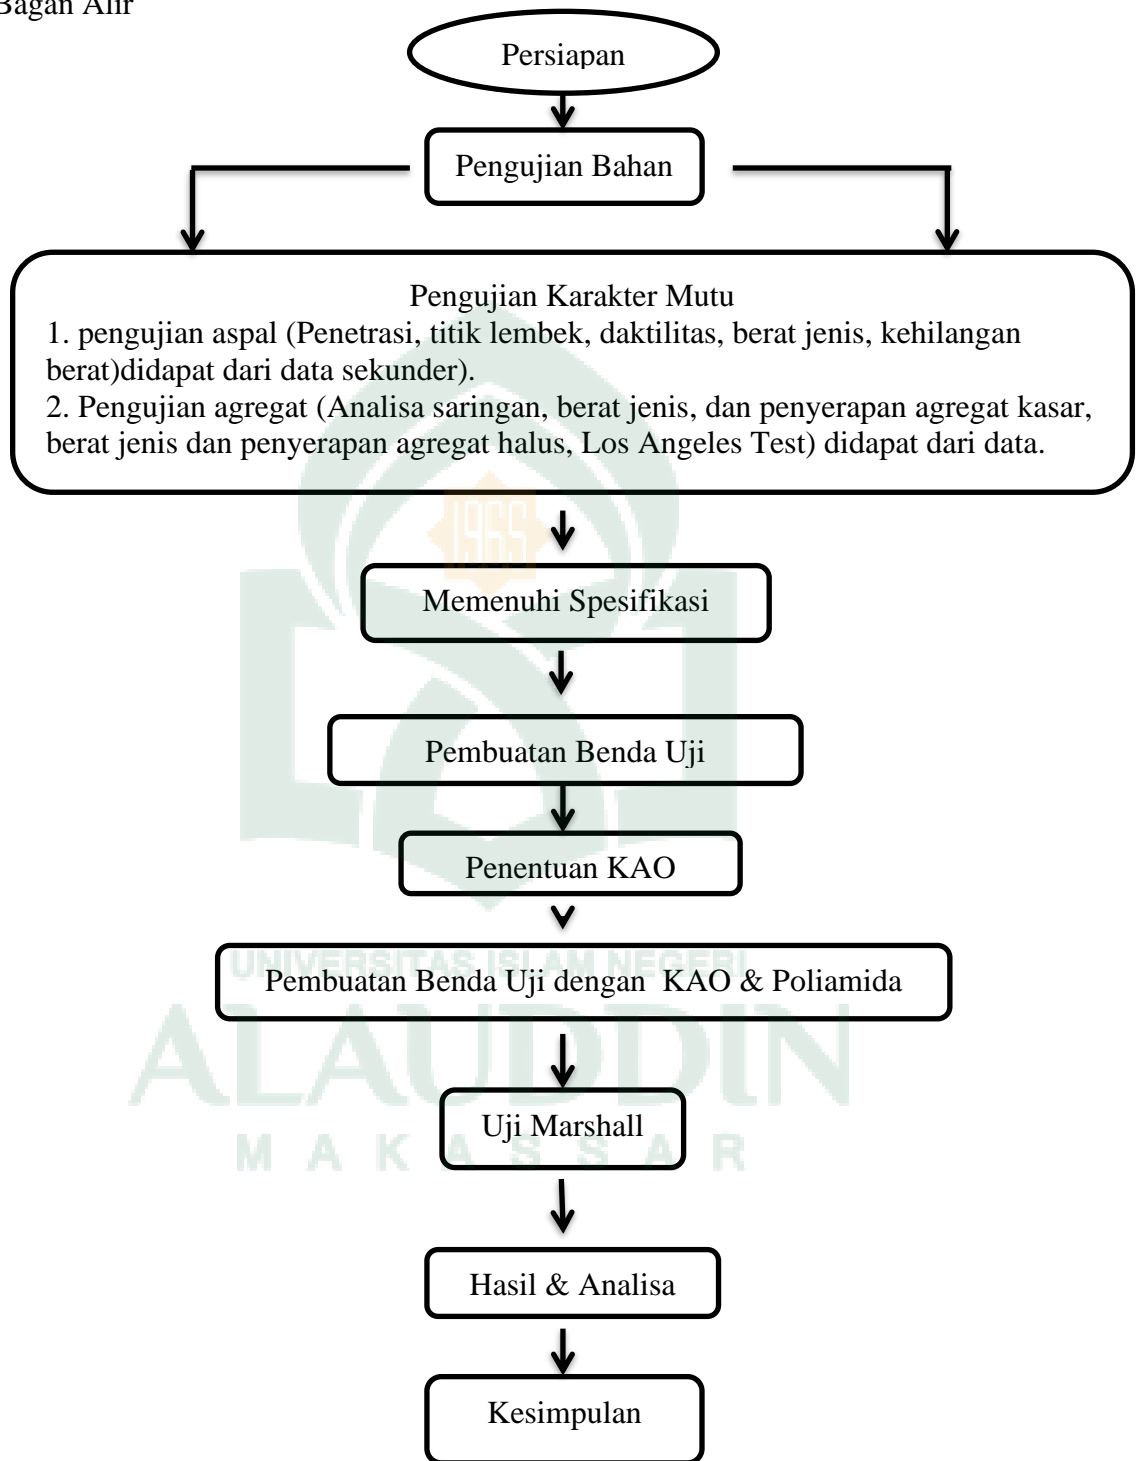 Bagan Alir
Persiapan
Pengujian Bahan
Pengujian Karakter Mutu
1. pengujian aspal (Penetrasi, titik lembek, daktilitas, berat jenis, kehilangan
berat)didapat dari data sekunder).
2. Pengujian agregat (Analisa saringan, berat jenis, dan penyerapan agregat kasar,
berat jenis dan penyerapan agregat halus, Los Angeles Test) didapat dari data.
1965
Memenuhi Spesifikasi
Pembuatan Benda Uji
Penentuan KAO
UNIVERSITAS ISLAM NEGERI
Pembuatan Benda Uji dengan  KAO & Poliamida
ALAUDDIN
Uji Marshall
MAKASSAR
Hasil & Analisa
Kesimpulan